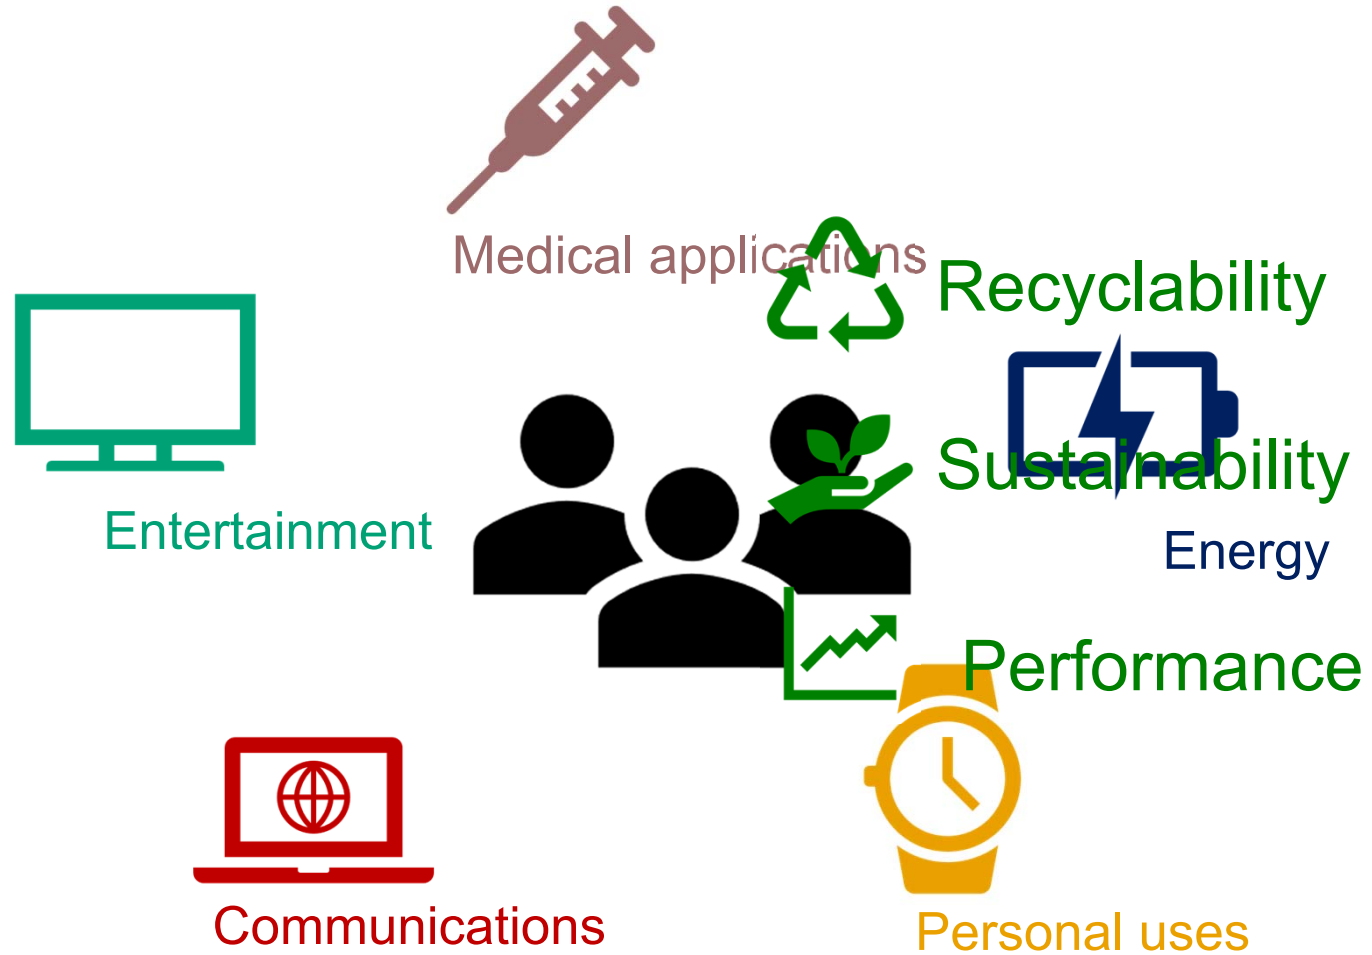 Medical applications
Recyclability
Sustainability
Entertainment
Energy
Performance
Communications
Personal uses